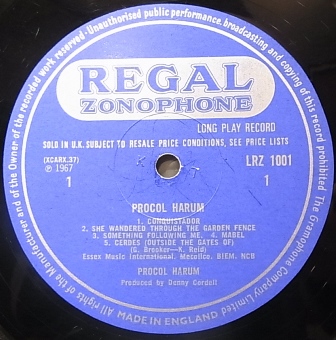 All rights of the Manufacturer and of the Owner of the recorded work reserved · Unauthorised public performance, broadcasting and copying of this record prohibited
REGAL
ZONOPHONE
LONG PLAY RECORD
SOLD IN U.K. SUBJECT TO RESALE PRICE CONDITIONS, SEE PRICE LISTS
(XCARX.37)
℗ 1967
LRZ 1001
1
1
PROCOL HARUM
1. CONQUISTADOR
2. SHE WANDERED THROUGH THE GARDEN FENCE
3. SOMETHING FOLLOWING ME. 4. MABEL
5. CERDES (OUTSIDE THE GATES OF)
(G. Brooker - K. Reid)
Essex Music International. Mecolico. BIEM. NCB
PROCOL HARUM
Produced by Denny Cordell
The Gramophone Company Limited
MADE IN ENGLAND